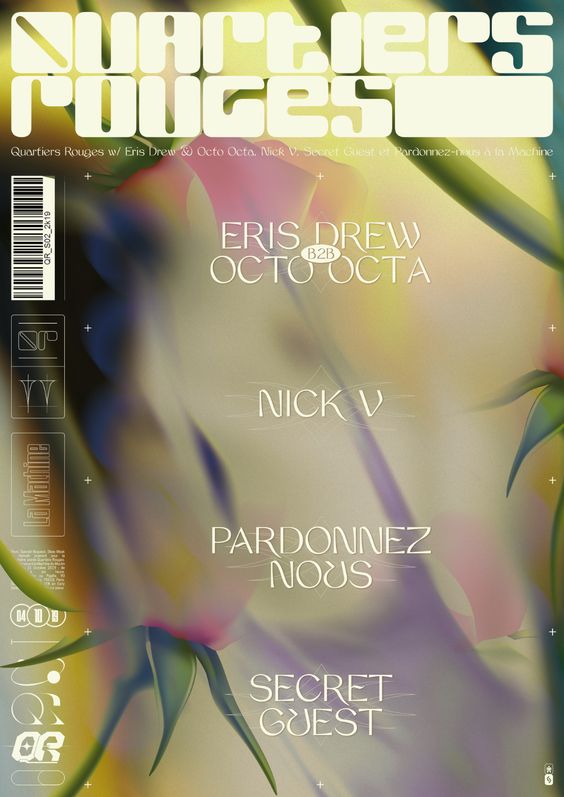 Quartiers
rouges
Quartiers Rouges w/ Eris Drew & Octo Octa, Nick V, Secret Guest et Pardonnez-nous à la Machine
QR_S02_2k19
ERIS DREW
B2B
OCTO OCTA
QR
La Machine
NICK V
PARDONNEZ
NOUS
04 10 19
SECRET
GUEST
QR